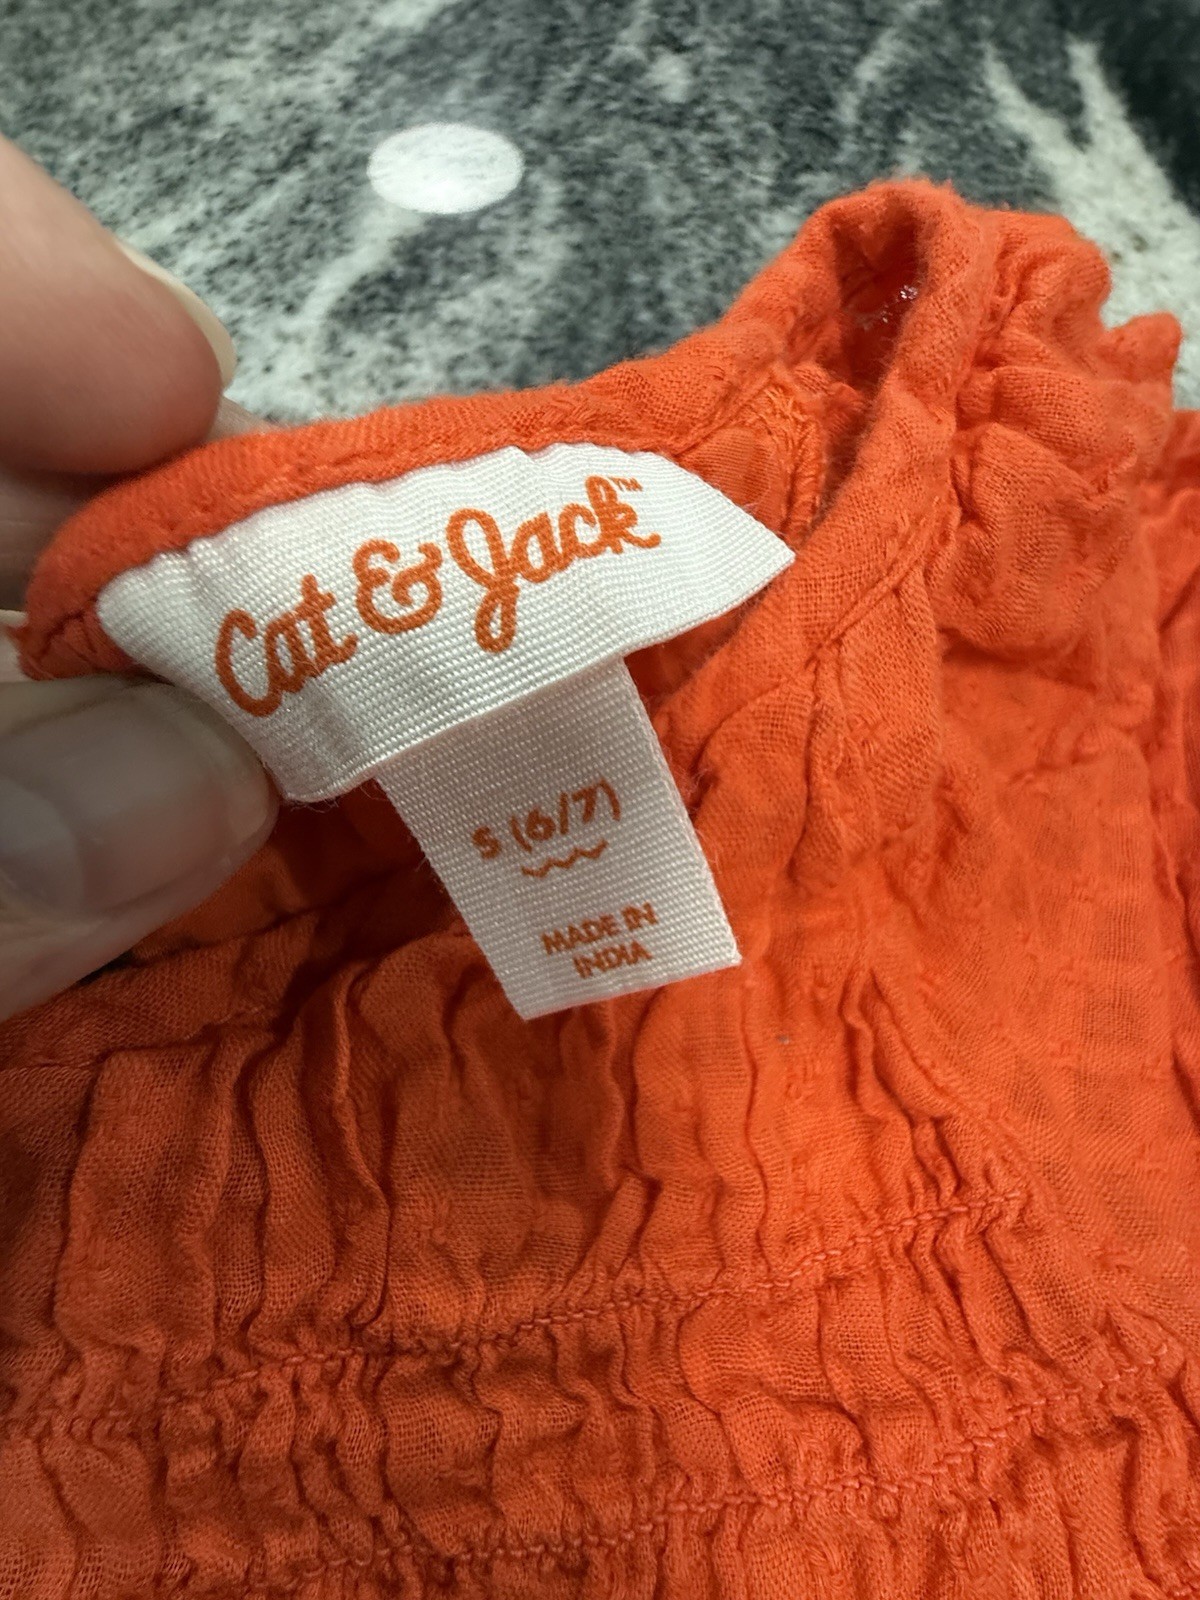 Cat & Jack™
S (6/7)
MADE IN
INDIA